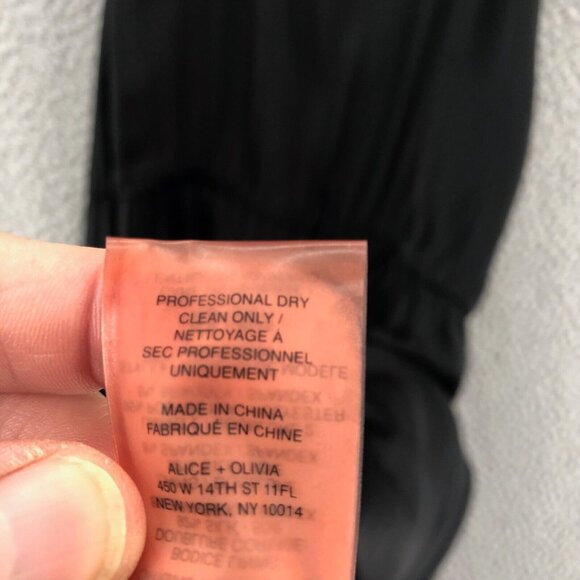 PROFESSIONAL DRY
CLEAN ONLY /
NETTOYAGE À
SEC PROFESSIONNEL
UNIQUEMENT
MADE IN CHINA
FABRIQUÉ EN CHINE
ALICE + OLIVIA
450 W 14TH ST 11FL
NEW YORK, NY 10014